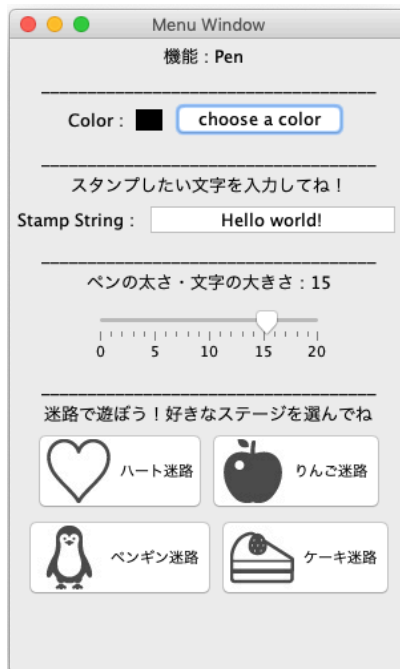 Menu Window
機能 : Pen
Color : choose a color
スタンプしたい文字を入力してね！
Stamp String : Hello world!
ペンの太さ・文字の大きさ : 15
0 5 10 15 20
迷路で遊ぼう！好きなステージを選んでね
ハート迷路 りんご迷路
ペンギン迷路 ケーキ迷路